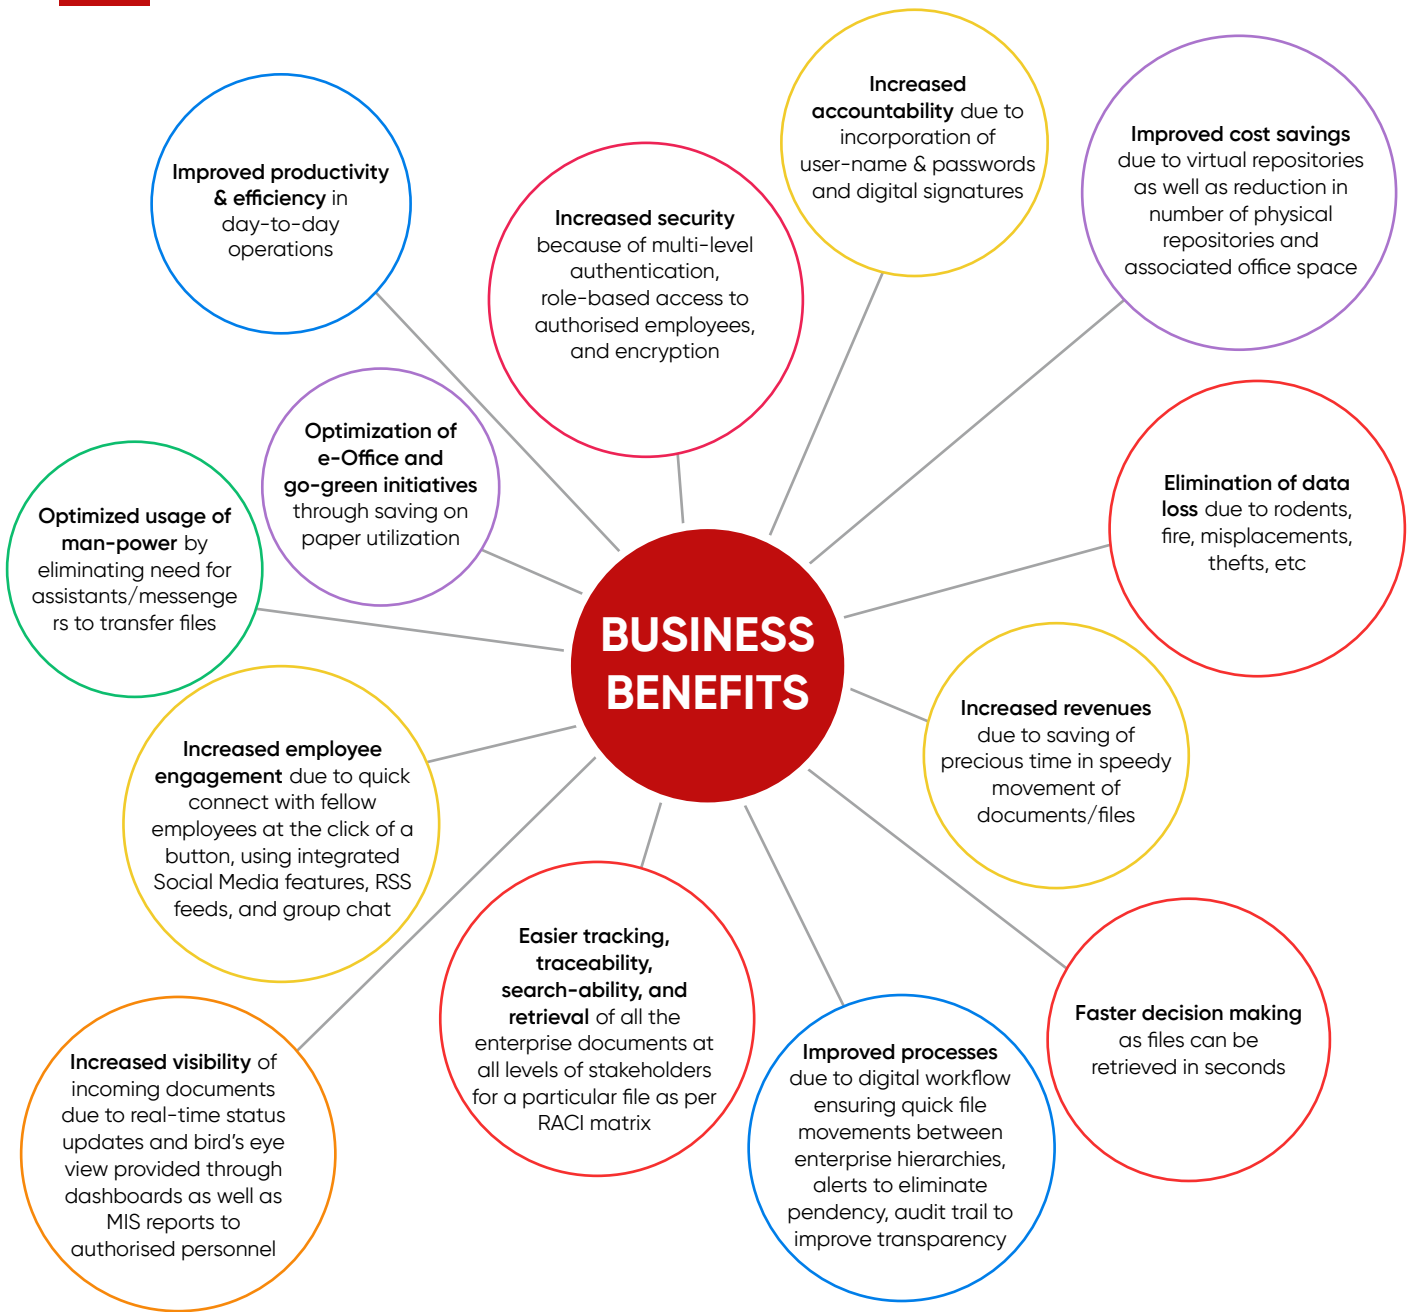 Increased
accountability due to
incorporation of
user-name & passwords
and digital signatures
Improved cost savings
due to virtual repositories
as well as reduction in
number of physical
repositories and
associated office space
Improved productivity
& efficiency in
day-to-day
operations
Increased security
because of multi-level
authentication,
role-based access to
authorised employees,
and encryption
Optimization of
e-Office and
go-green initiatives
through saving on
paper utilization
Elimination of data
loss due to rodents,
fire, misplacements,
thefts, etc
Optimized usage of
man-power by
eliminating need for
assistants/messenge
rs to transfer files
BUSINESS
BENEFITS
Increased revenues
due to saving of
precious time in speedy
movement of
documents/files
Increased employee
engagement due to quick
connect with fellow
employees at the click of a
button, using integrated
Social Media features, RSS
feeds, and group chat
Easier tracking,
traceability,
search-ability, and
retrieval of all the
enterprise documents at
all levels of stakeholders
for a particular file as per
RACI matrix
Faster decision making
as files can be
retrieved in seconds
Increased visibility of
incoming documents
due to real-time status
updates and bird's eye
view provided through
dashboards as well as
MIS reports to
authorised personnel
Improved processes
due to digital workflow
ensuring quick file
movements between
enterprise hierarchies,
alerts to eliminate
pendency, audit trail to
improve transparency